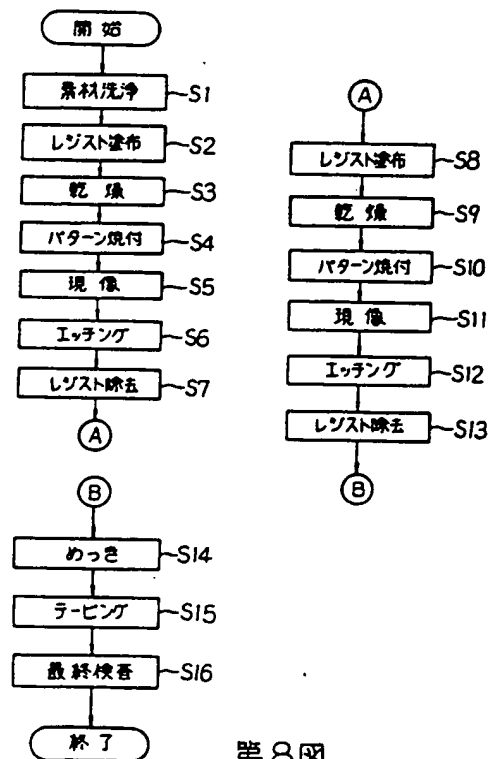 開始
素材洗浄 S1
レジスト塗布 S2
乾燥 S3
パターン焼付 S4
現像 S5
エッチング S6
レジスト除去 S7
A
A
レジスト塗布 S8
乾燥 S9
パターン焼付 S10
現像 S11
エッチング S12
レジスト除去 S13
B
B
めっき S14
テーピング S15
最終検査 S16
終了
第8図